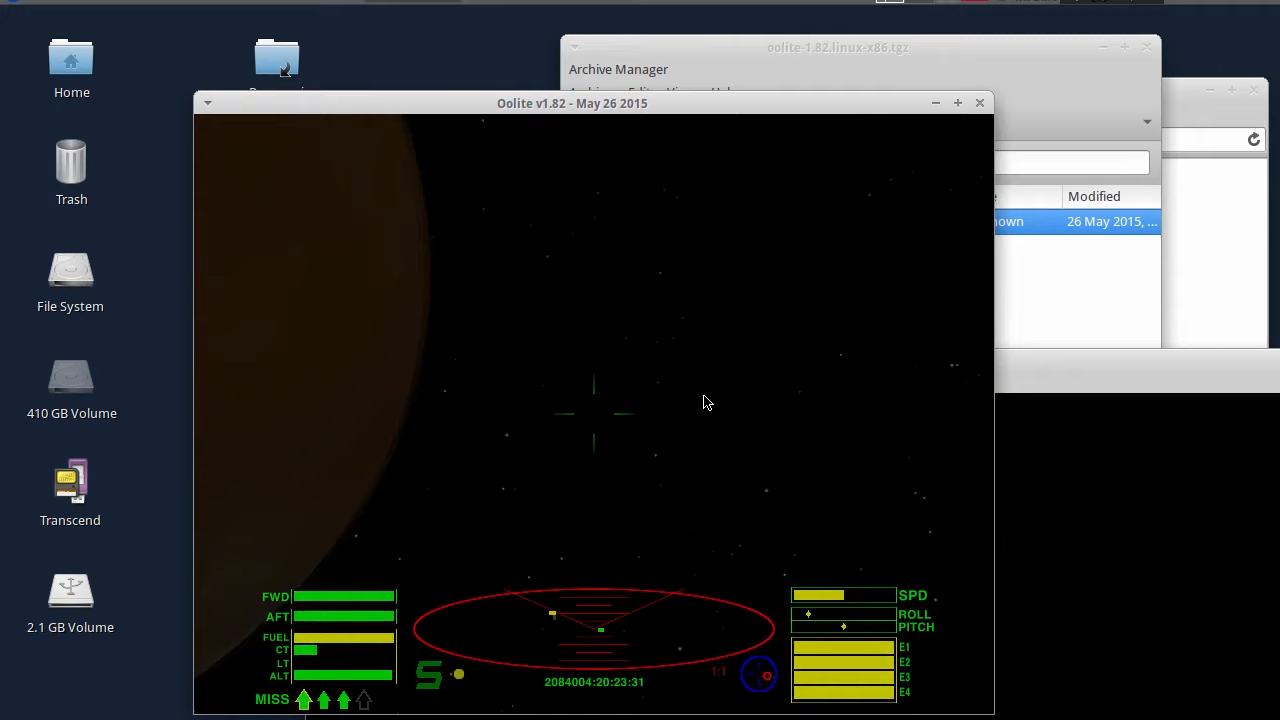 oolite-1.82.linux-x86.tgz
Archive Manager
Home
Oolite v1.82 - May 26 2015
Modified
Trash
26 May 2015, ...
File System
410 GB Volume
Transcend
2.1 GB Volume
FWD
AFT
FUEL
CT
LT
ALT
MISS
S
2084004:20:23:31
1:1
SPD
ROLL
PITCH
E1
E2
E3
E4